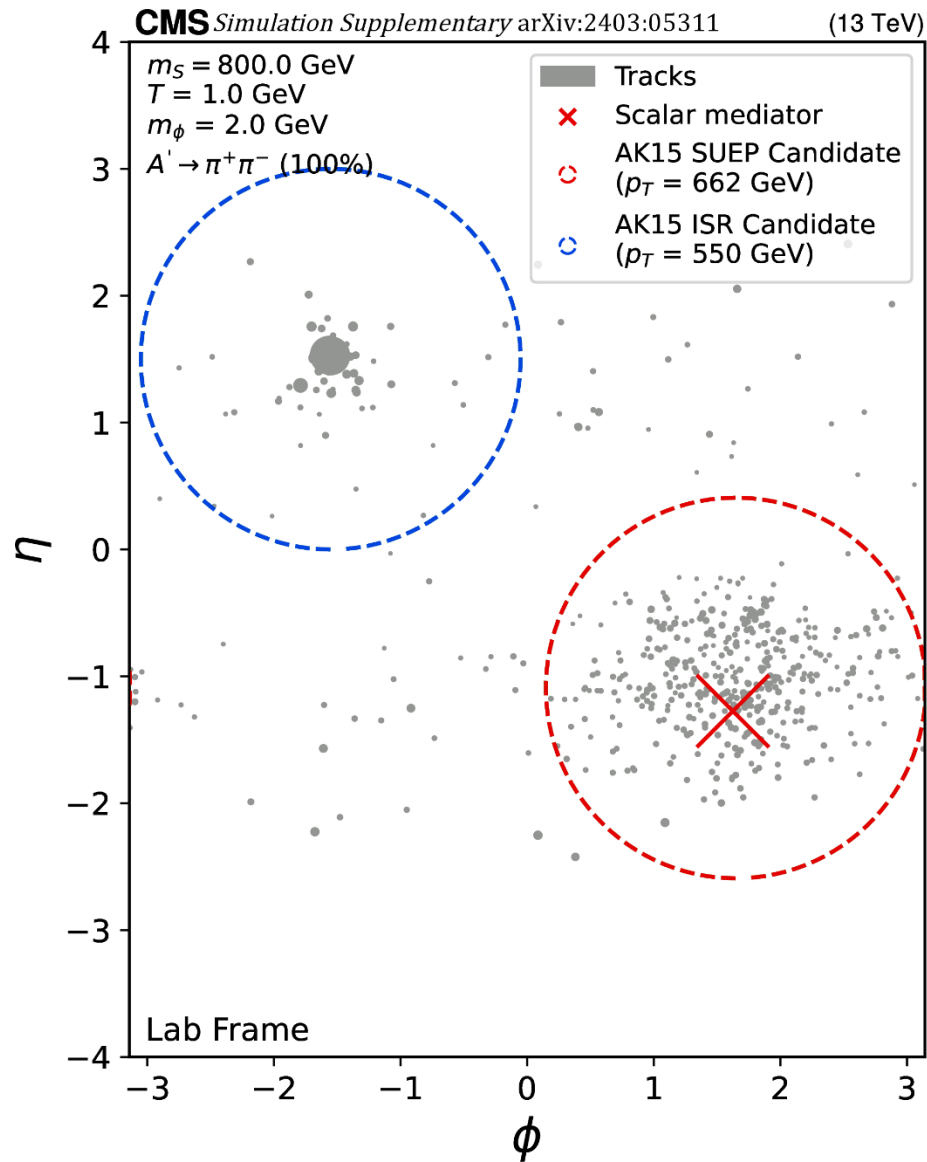 CMS Simulation Supplementary arXiv:2403:05311 (13 TeV)
m_S = 800.0 GeV
T = 1.0 GeV
m_ϕ = 2.0 GeV
A' → π⁺π⁻ (100%)
Tracks
Scalar mediator
AK15 SUEP Candidate
(p_T = 662 GeV)
AK15 ISR Candidate
(p_T = 550 GeV)
4
3
2
1
0
−1
−2
−3
−4
η
Lab Frame
−3 −2 −1 0 1 2 3
ϕ